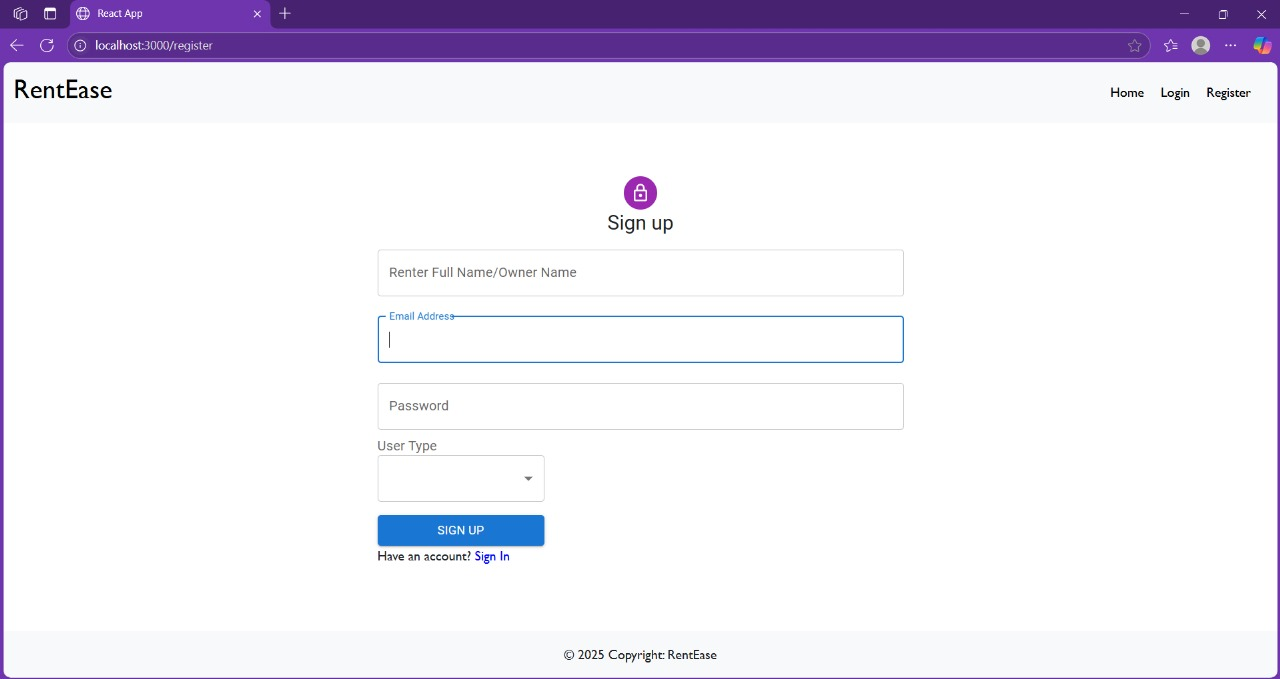 React App
localhost:3000/register
RentEase
Home Login Register
Sign up
Renter Full Name/Owner Name
Email Address
Password
User Type
SIGN UP
Have an account? Sign In
© 2025 Copyright: RentEase